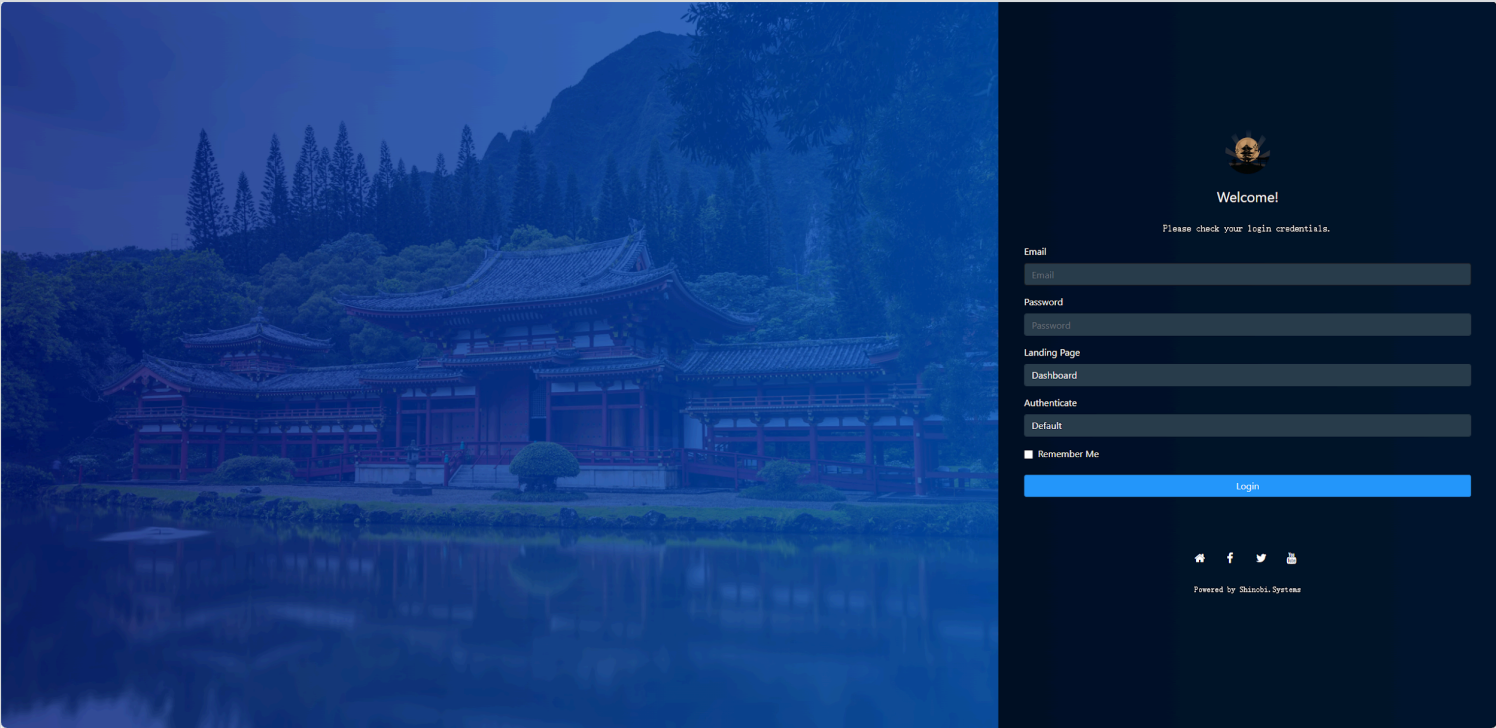 Welcome!
Please check your login credentials.
Email
Email
Password
Password
Landing Page
Dashboard
Authenticate
Default
Remember Me
Login
Powered by Shinobi.Systems